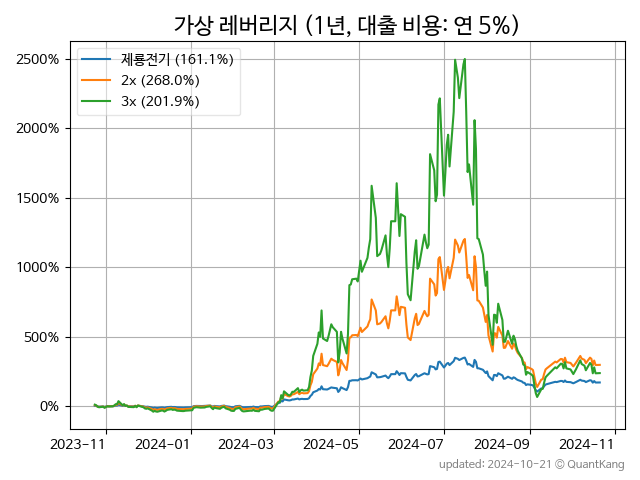 가상 레버리지 (1년, 대출 비용: 연 5%)
제룡전기 (161.1%)
2x (268.0%)
3x (201.9%)
2500%
2000%
1500%
1000%
500%
0%
2023-11 2024-01 2024-03 2024-05 2024-07 2024-09 2024-11
updated: 2024-10-21 © QuantKang